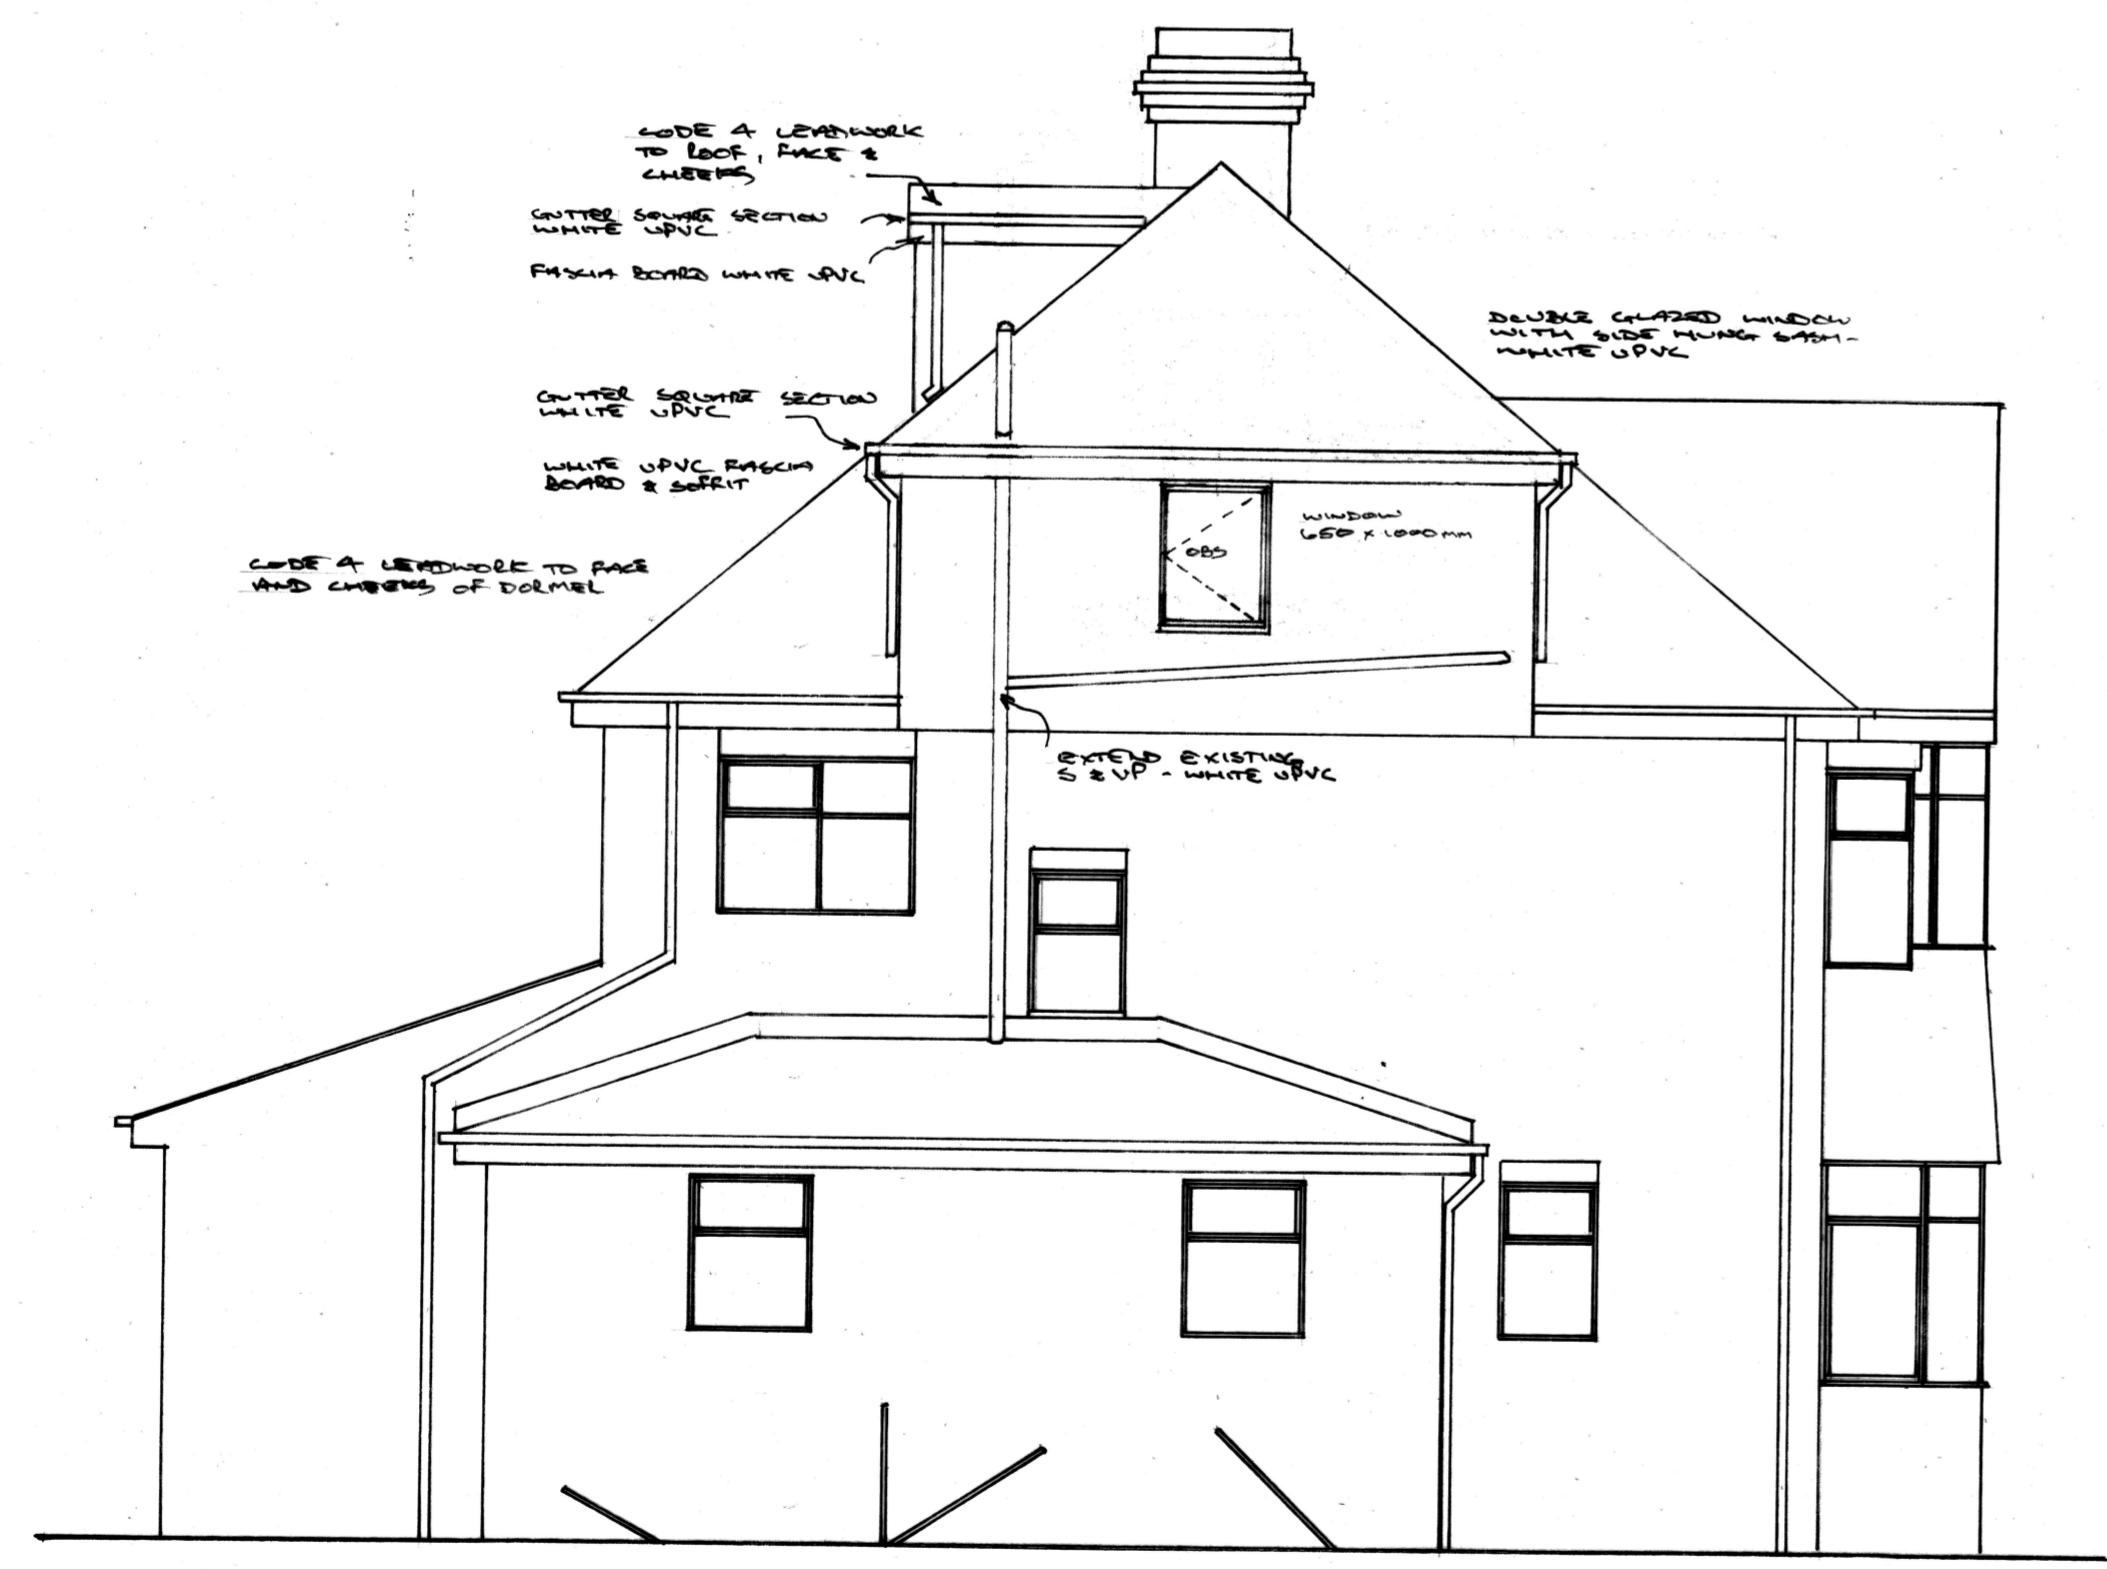 CODE 4 LEADWORK
TO ROOF, FACE &
CHEEKS
GUTTER SQUARE SECTION
WHITE UPVC
FASCIA BOARD WHITE UPVC
DOUBLE GLAZED WINDOW
WITH SIDE HUNG SASH -
WHITE UPVC
GUTTER SQUARE SECTION
WHITE UPVC
WHITE UPVC FASCIA
BOARD & SOFFIT
WINDOW
650 x 1000mm
OBS
CODE 4 LEADWORK TO FACE
AND CHEEKS OF DORMER
EXTEND EXISTING
S & VP - WHITE UPVC